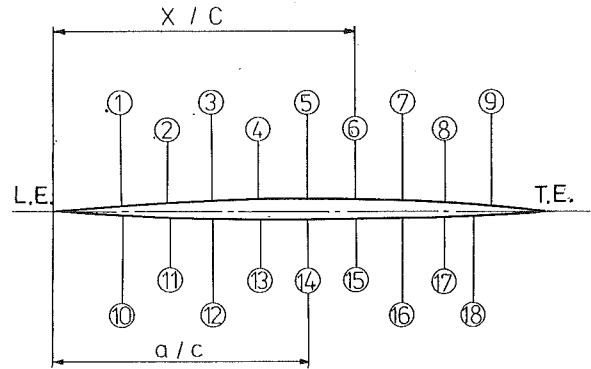 X / C
① ③ ⑤ ⑦ ⑨
② ④ ⑥ ⑧
L.E. T.E.
⑪ ⑬ ⑭ ⑮ ⑰
⑩ ⑫ ⑯ ⑱
a / c